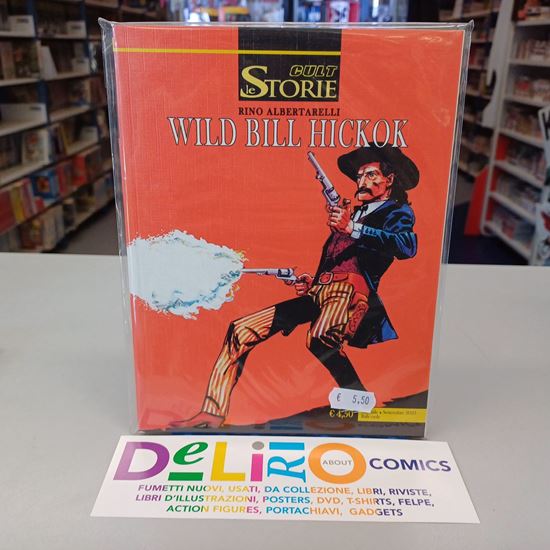 CULT
le STORIE
RINO ALBERTARELLI
WILD BILL HICKOK
€ 5,50
€ 4,50
DeLiRiO ABOUT COMICS
FUMETTI NUOVI, USATI, DA COLLEZIONE, LIBRI, RIVISTE,
LIBRI D'ILLUSTRAZIONI, POSTERS, DVD, T-SHIRTS, FELPE,
ACTION FIGURES, PORTACHIAVI, GADGETS